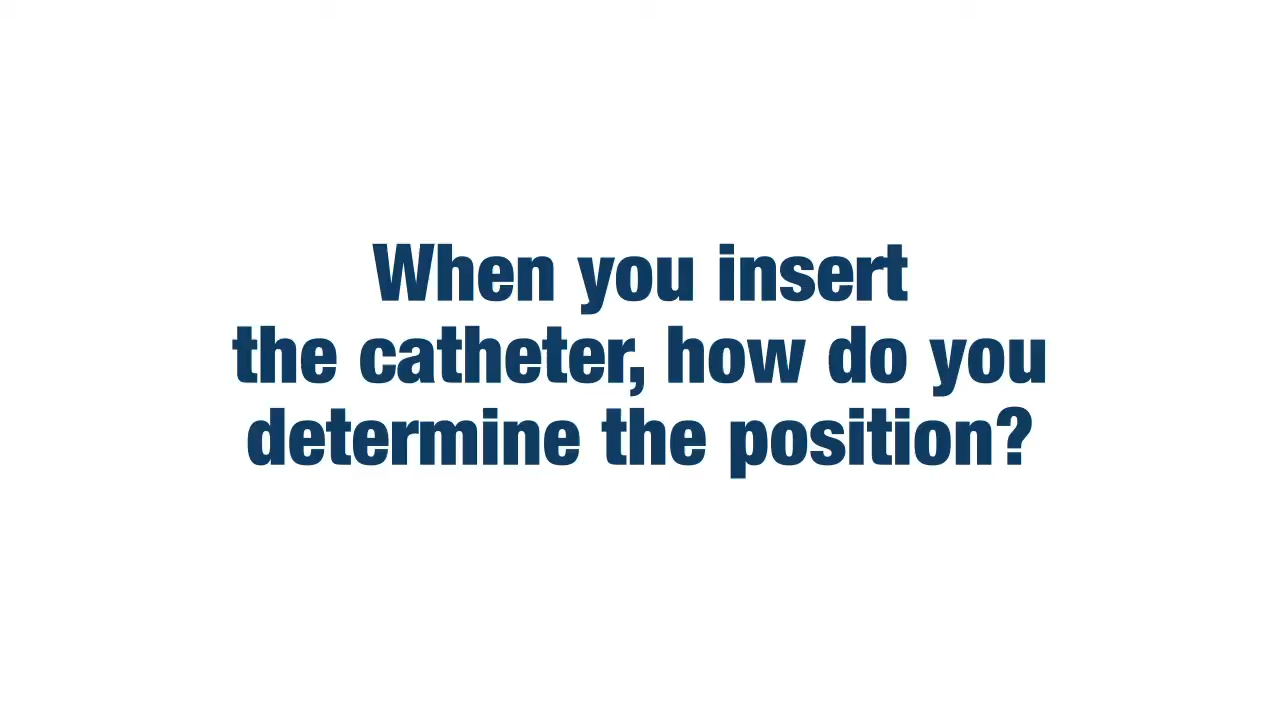 When you insert
the catheter, how do you
determine the position?